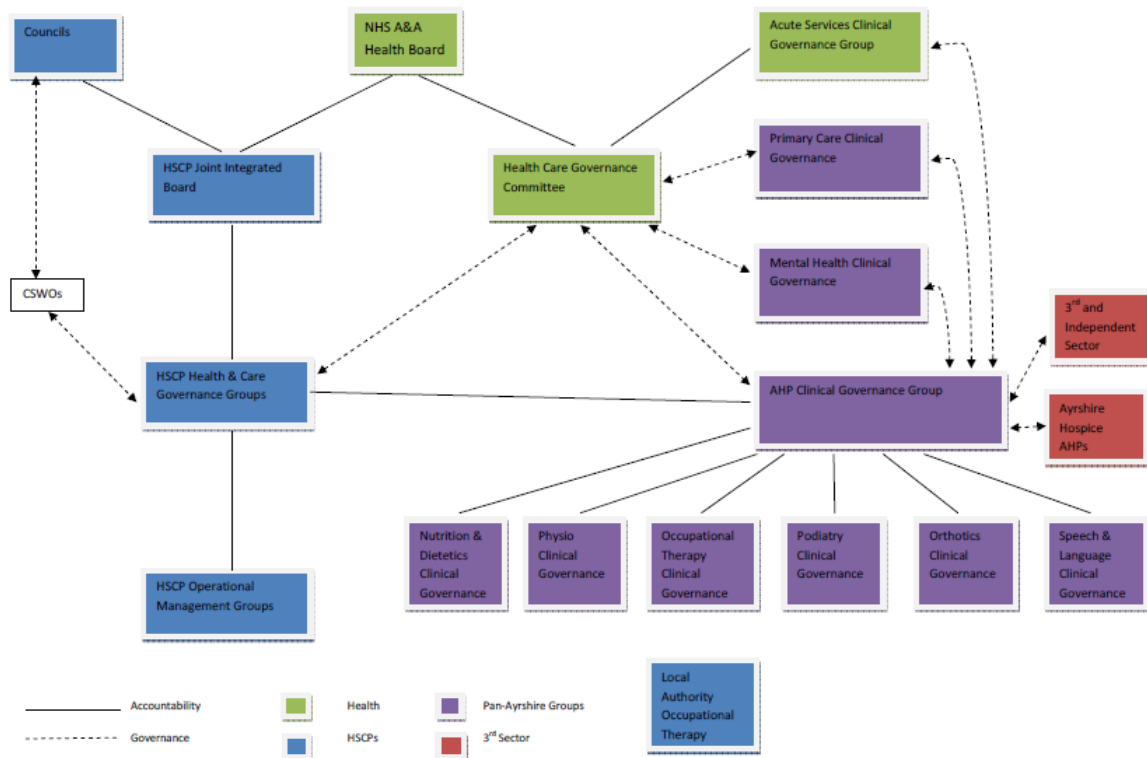 Councils
NHS A&A
Health Board
Acute Services Clinical
Governance Group
HSCP Joint Integrated
Board
Health Care Governance
Committee
Primary Care Clinical
Governance
Mental Health Clinical
Governance
CSWOs
3rd and
Independent
Sector
HSCP Health & Care
Governance Groups
AHP Clinical Governance Group
Ayrshire
Hospice
AHPs
Nutrition &
Dietetics
Clinical
Governance
Physio
Clinical
Governance
Occupational
Therapy
Clinical
Governance
Podiatry
Clinical
Governance
Orthotics
Clinical
Governance
Speech &
Language
Clinical
Governance
HSCP Operational
Management Groups
Local
Authority
Occupational
Therapy
Accountability
Health
Pan-Ayrshire Groups
Governance
HSCPs
3rd Sector